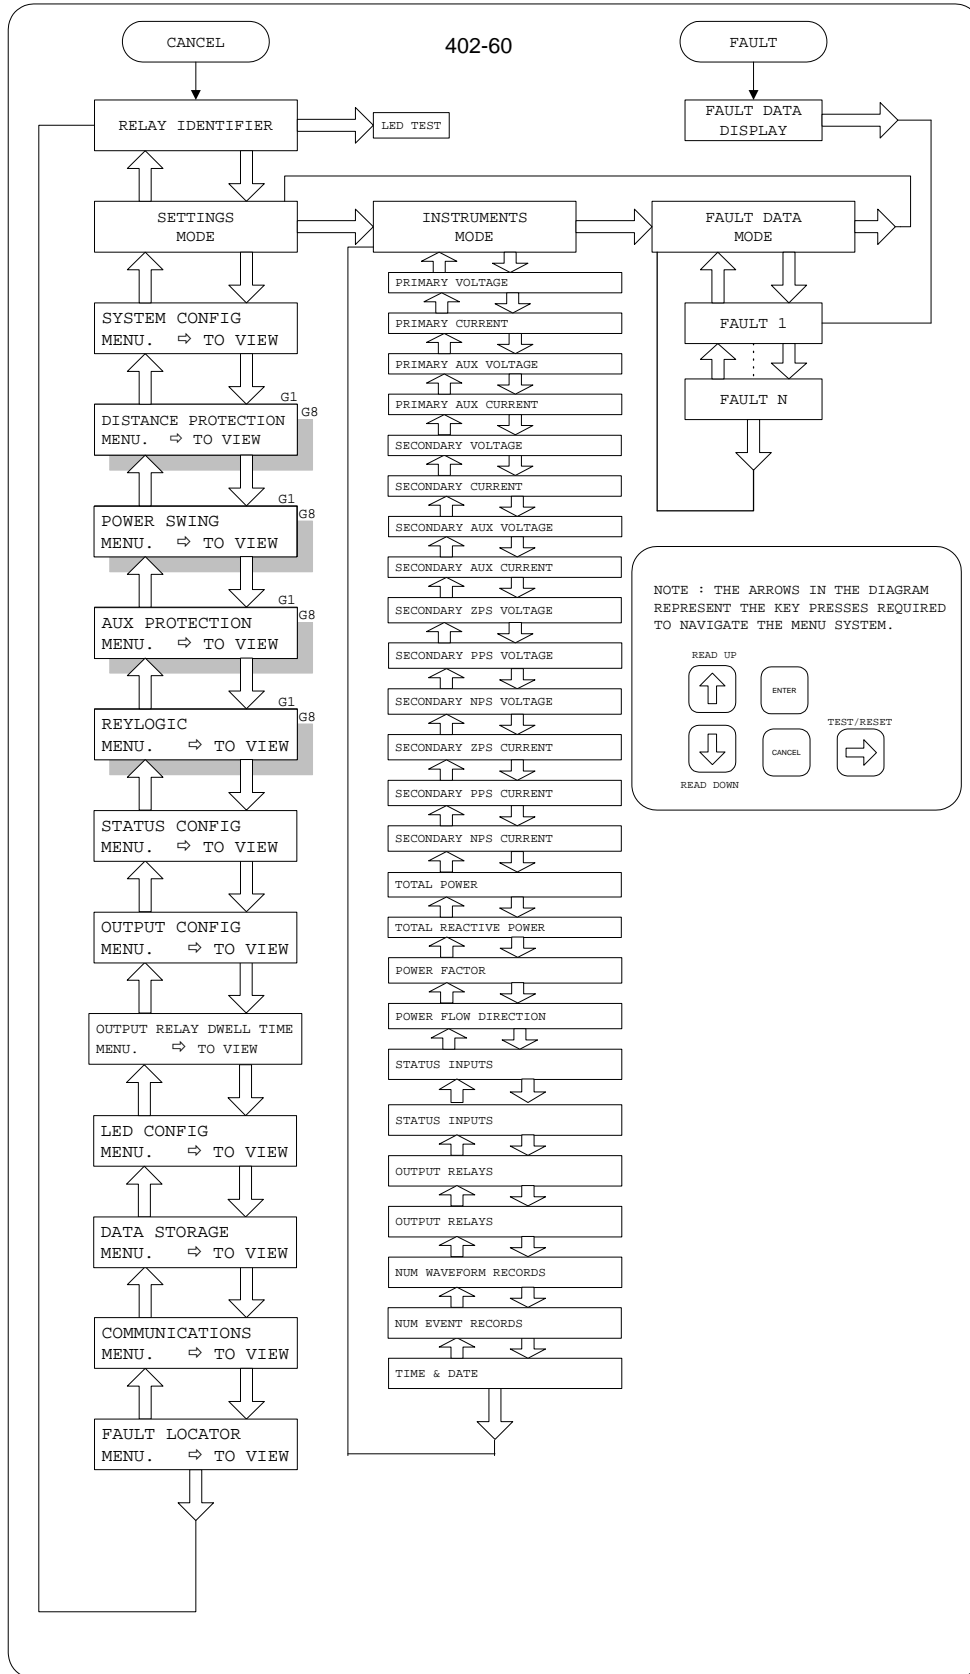 CANCEL
402-60
FAULT
RELAY IDENTIFIER
LED TEST
FAULT DATA
DISPLAY
SETTINGS
MODE
INSTRUMENTS
MODE
FAULT DATA
MODE
SYSTEM CONFIG
MENU. ⇨ TO VIEW
G1
G8
DISTANCE PROTECTION
MENU. ⇨ TO VIEW
G1
G8
POWER SWING
MENU. ⇨ TO VIEW
G1
G8
AUX PROTECTION
MENU. ⇨ TO VIEW
G1
G8
REYLOGIC
MENU. ⇨ TO VIEW
STATUS CONFIG
MENU. ⇨ TO VIEW
OUTPUT CONFIG
MENU. ⇨ TO VIEW
OUTPUT RELAY DWELL TIME
MENU. ⇨ TO VIEW
LED CONFIG
MENU. ⇨ TO VIEW
DATA STORAGE
MENU. ⇨ TO VIEW
COMMUNICATIONS
MENU. ⇨ TO VIEW
FAULT LOCATOR
MENU. ⇨ TO VIEW
PRIMARY VOLTAGE
PRIMARY CURRENT
PRIMARY AUX VOLTAGE
PRIMARY AUX CURRENT
SECONDARY VOLTAGE
SECONDARY CURRENT
SECONDARY AUX VOLTAGE
SECONDARY AUX CURRENT
SECONDARY ZPS VOLTAGE
SECONDARY PPS VOLTAGE
SECONDARY NPS VOLTAGE
SECONDARY ZPS CURRENT
SECONDARY PPS CURRENT
SECONDARY NPS CURRENT
TOTAL POWER
TOTAL REACTIVE POWER
POWER FACTOR
POWER FLOW DIRECTION
STATUS INPUTS
STATUS INPUTS
OUTPUT RELAYS
OUTPUT RELAYS
NUM WAVEFORM RECORDS
NUM EVENT RECORDS
TIME & DATE
FAULT 1
FAULT N
NOTE : THE ARROWS IN THE DIAGRAM
REPRESENT THE KEY PRESSES REQUIRED
TO NAVIGATE THE MENU SYSTEM.
READ UP
ENTER
TEST/RESET
CANCEL
READ DOWN